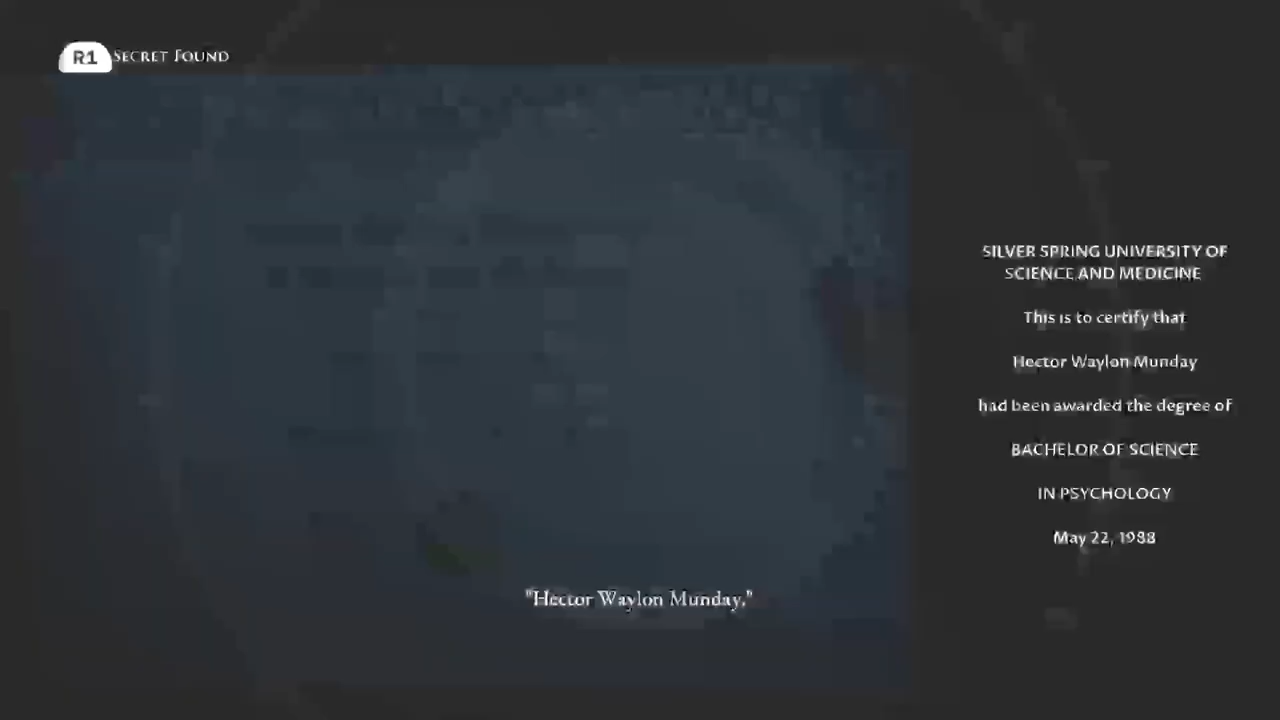 R1 SECRET FOUND
SILVER SPRING UNIVERSITY OF
SCIENCE AND MEDICINE
This is to certify that
Hector Waylon Munday
had been awarded the degree of
BACHELOR OF SCIENCE
IN PSYCHOLOGY
May 22, 1988
"Hector Waylon Munday."